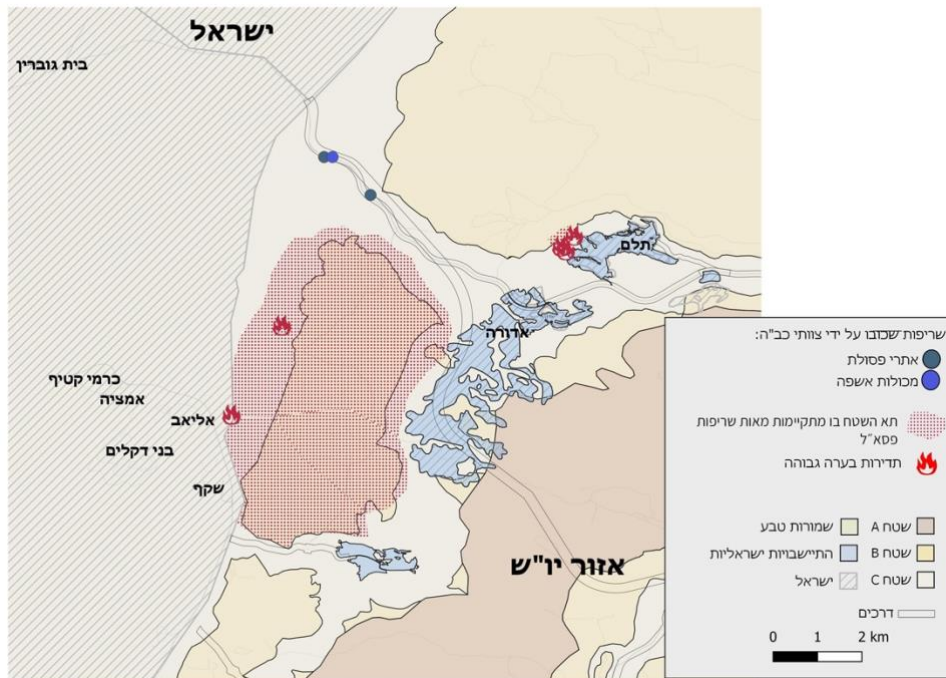 ישראל
בית גוברין
תלם
אדורה
כרמי קטיף
אמציה
אליאב
בני דקלים
שקף
אזור יו"ש
שריפות שכובו על ידי צוותי כב"ה:
אתרי פסולת
מכולות אשפה
תא השטח בו מתקיימות מאות שריפות
פסא״ל
תדירות בערה גבוהה
שטח A
שמורות טבע
שטח B
התיישבויות ישראליות
שטח C
ישראל
דרכים
0 1 2 km